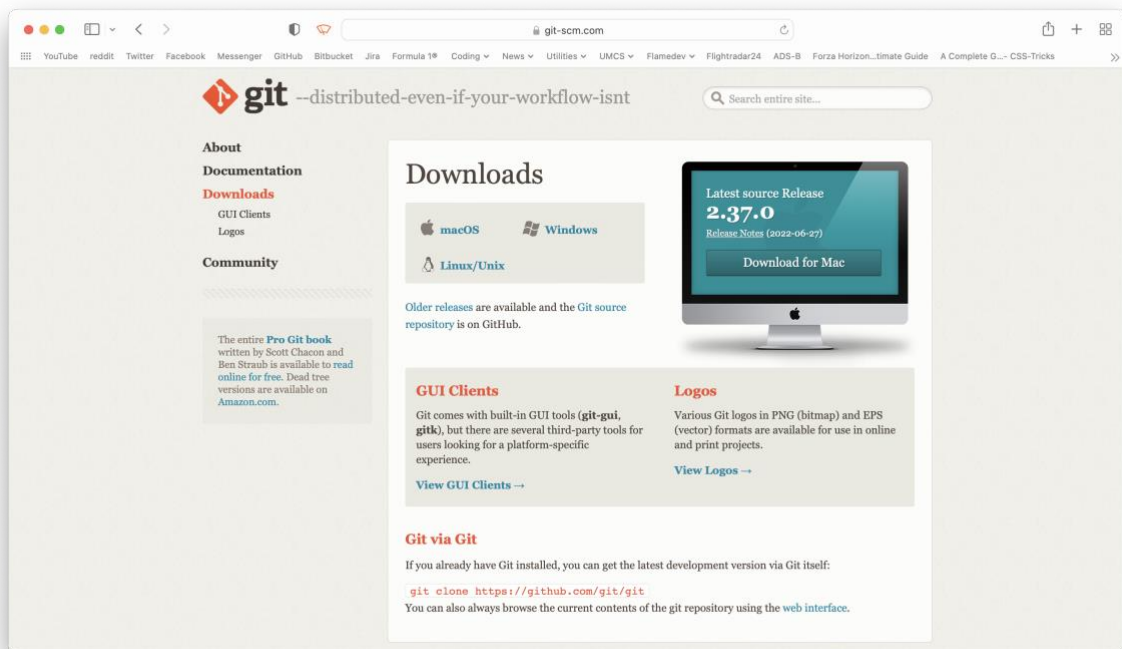 git-scm.com
YouTube reddit Twitter Facebook Messenger GitHub Bitbucket Jira Formula 1® Coding News Utilities UMCS Flamedev Flightradar24 ADS-B Forza Horizon...timate Guide A Complete G...- CSS-Tricks
git --distributed-even-if-your-workflow-isnt
Search entire site...
About
Documentation
Downloads
GUI Clients
Logos
Community
The entire Pro Git book
written by Scott Chacon and
Ben Straub is available to read
online for free. Dead tree
versions are available on
Amazon.com.
Downloads
macOS Windows
Linux/Unix
Older releases are available and the Git source
repository is on GitHub.
Latest source Release
2.37.0
Release Notes (2022-06-27)
Download for Mac
GUI Clients
Git comes with built-in GUI tools (git-gui,
gitk), but there are several third-party tools for
users looking for a platform-specific
experience.
View GUI Clients →
Logos
Various Git logos in PNG (bitmap) and EPS
(vector) formats are available for use in online
and print projects.
View Logos →
Git via Git
If you already have Git installed, you can get the latest development version via Git itself:
git clone https://github.com/git/git
You can also always browse the current contents of the git repository using the web interface.